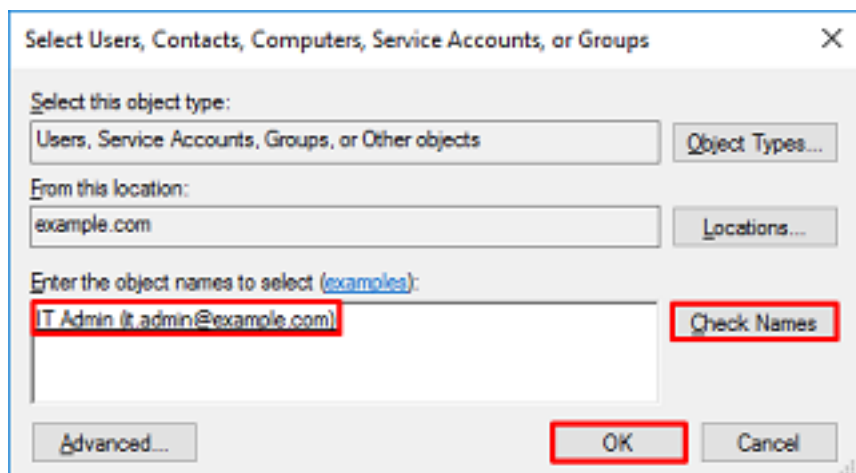 Select Users, Contacts, Computers, Service Accounts, or Groups
Select this object type:
Users, Service Accounts, Groups, or Other objects
Object Types...
From this location:
example.com
Locations...
Enter the object names to select (examples):
IT Admin (it.admin@example.com)
Check Names
Advanced...
OK
Cancel